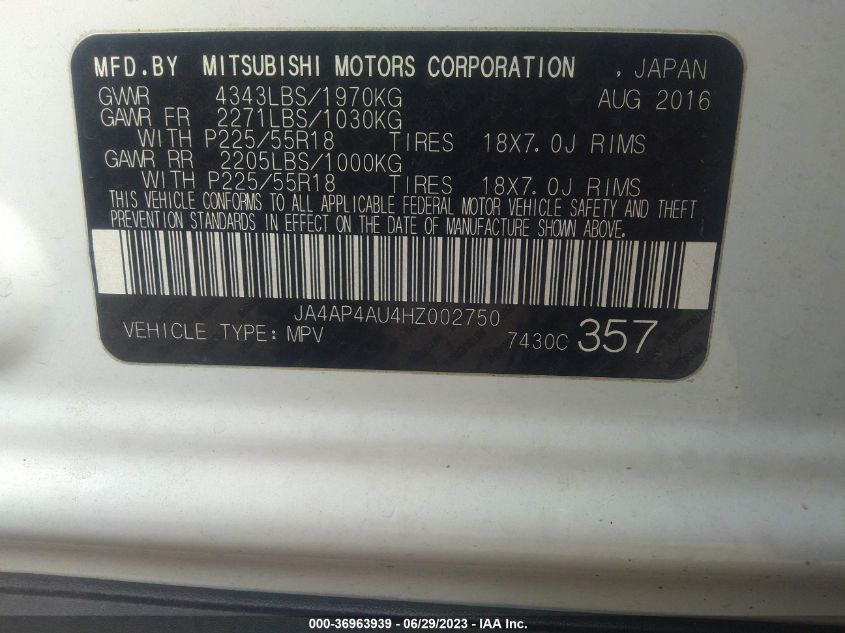 MFD.BY MITSUBISHI MOTORS CORPORATION , JAPAN
GVWR 4343LBS/1970KG AUG 2016
GAWR FR 2271LBS/1030KG
WITH P225/55R18 TIRES 18X7.0J RIMS
GAWR RR 2205LBS/1000KG
WITH P225/55R18 TIRES 18X7.0J RIMS
THIS VEHICLE CONFORMS TO ALL APPLICABLE FEDERAL MOTOR VEHICLE SAFETY AND THEFT
PREVENTION STANDARDS IN EFFECT ON THE DATE OF MANUFACTURE SHOWN ABOVE.
JA4AP4AU4HZ002750
VEHICLE TYPE: MPV 7430C 357
000-36963939 - 06/29/2023 - IAA Inc.